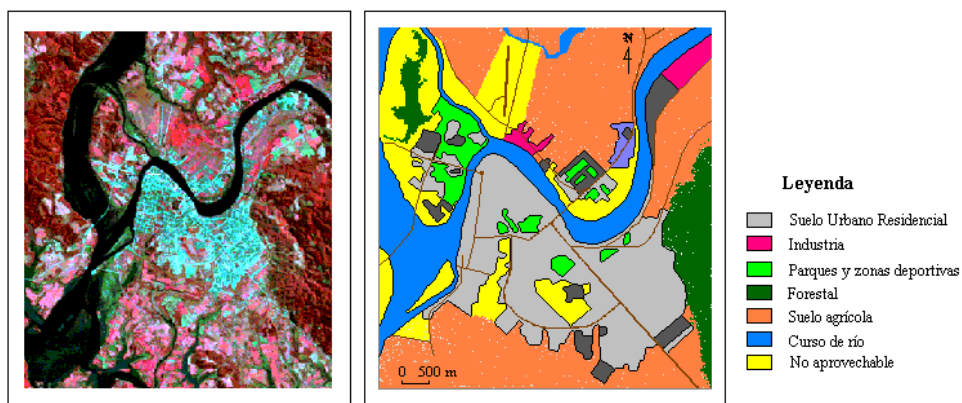 N
0 500 m
Leyenda
Suelo Urbano Residencial
Industria
Parques y zonas deportivas
Forestal
Suelo agrícola
Curso de río
No aprovechable